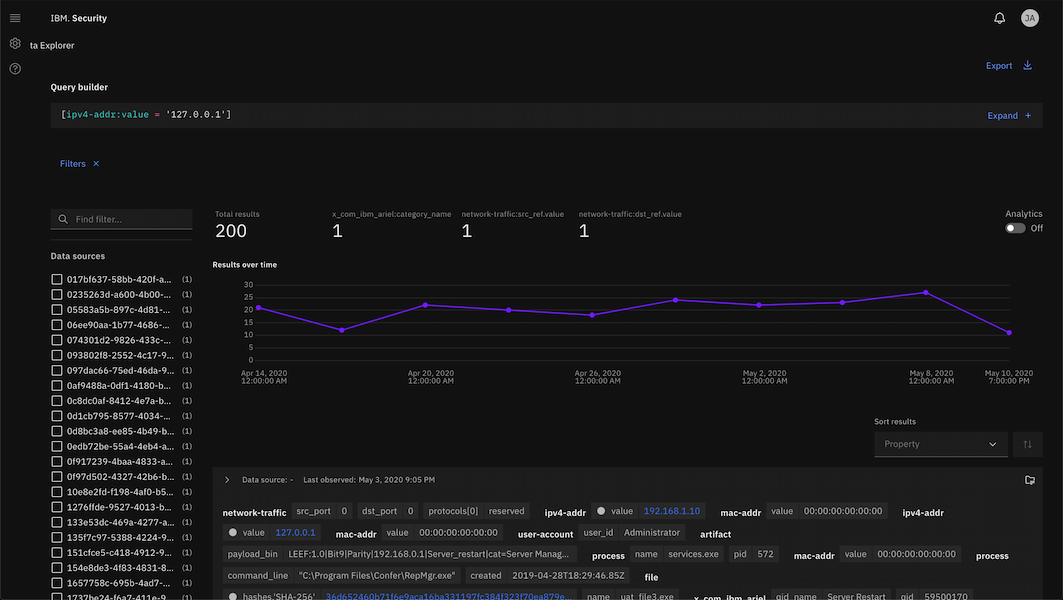 IBM. Security
JA
ta Explorer
Export
Query builder
[ipv4-addr:value = '127.0.0.1']
Expand +
Filters ×
Find filter...
Total results
200
x_com_ibm_ariel:category_name
1
network-traffic:src_ref.value
1
network-traffic:dst_ref.value
1
Analytics
Off
Data sources
017bf637-58bb-420f-a... (1)
0235263d-a600-4b00-... (1)
05583a5b-897c-4d81-... (1)
06ee90aa-1b77-4686-... (1)
074301d2-9826-433c-... (1)
093802f8-2552-4c17-9... (1)
097dac66-75ed-46da-9... (1)
0af9488a-0df1-4180-b... (1)
0c8dc0af-8412-4e7a-b... (1)
0d1cb795-8577-4034-... (1)
0d8bc3a8-ee85-4b49-b... (1)
0edb72be-55a4-4eb4-a... (1)
0f917239-4baa-4833-a... (1)
0f97d502-4327-42b6-b... (1)
10e8e2fd-f198-4af0-b5... (1)
1276ffde-9527-4013-b... (1)
133e53dc-469a-4277-a... (1)
135f7c97-5388-4224-9... (1)
151cfce5-c418-4912-9... (1)
154e8de3-4f83-4831-8... (1)
1657758c-695b-4ad7-... (1)
1737be24-f6a7-411e-9... (1)
Results over time
30
25
20
15
10
5
0
Apr 14, 2020
12:00:00 AM
Apr 20, 2020
12:00:00 AM
Apr 26, 2020
12:00:00 AM
May 2, 2020
12:00:00 AM
May 8, 2020
12:00:00 AM
May 10, 2020
7:00:00 PM
Sort results
Property
Data source: - Last observed: May 3, 2020 9:05 PM
network-traffic src_port 0 dst_port 0 protocols[0] reserved ipv4-addr value 192.168.1.10 mac-addr value 00:00:00:00:00:00 ipv4-addr
value 127.0.0.1 mac-addr value 00:00:00:00:00:00 user-account user_id Administrator artifact
payload_bin LEEF:1.0|Bit9|Parity|192.168.0.1|Server_restart|cat=Server Manag... process name services.exe pid 572 mac-addr value 00:00:00:00:00:00 process
command_line "C:\Program Files\Confer\RepMgr.exe" created 2019-04-28T18:29:46.85Z file
hashes.'SHA-256' 36d652460b71f6e9aca16ba331197fc384f323f70ea879e... name uat_file3.exe x_com_ibm_ariel qid_name Server Restart qid 59500170